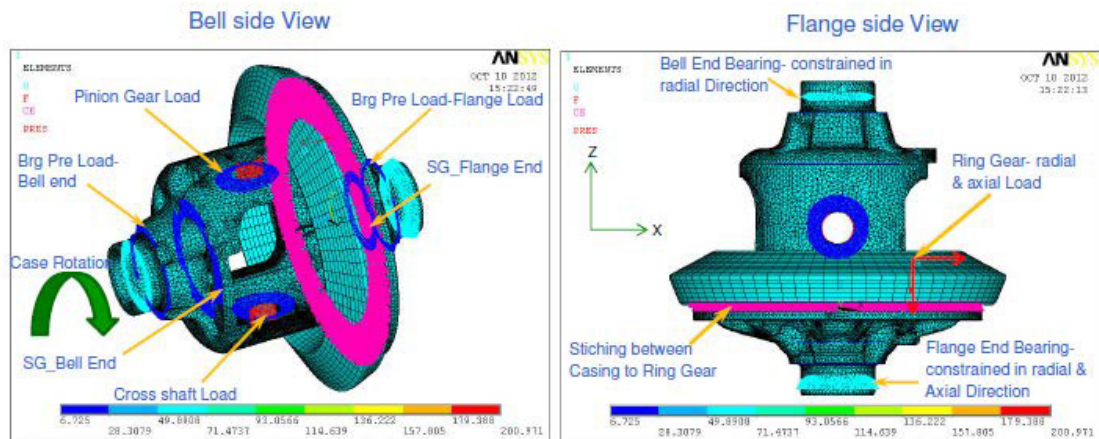 Bell side View
Flange side View
1
ELEMENTS
U
F
CE
PRES
ANSYS
OCT 10 2012
15:22:49
Pinion Gear Load
Brg Pre Load-Flange Load
Brg Pre Load-
Bell end
SG_Flange End
Case Rotation
SG_Bell End
Cross shaft Load
6.725
28.3079
49.8908
71.4737
93.0566
114.639
136.222
157.805
179.388
200.971
1
ELEMENTS
U
F
CE
PRES
ANSYS
OCT 10 2012
15:22:13
Bell End Bearing- constrained in
radial Direction
Z
X
Ring Gear- radial
& axial Load
Stiching between
Casing to Ring Gear
Flange End Bearing-
constrained in radial &
Axial Direction
6.725
28.3079
49.8908
71.4737
93.0566
114.639
136.222
157.805
179.388
200.971